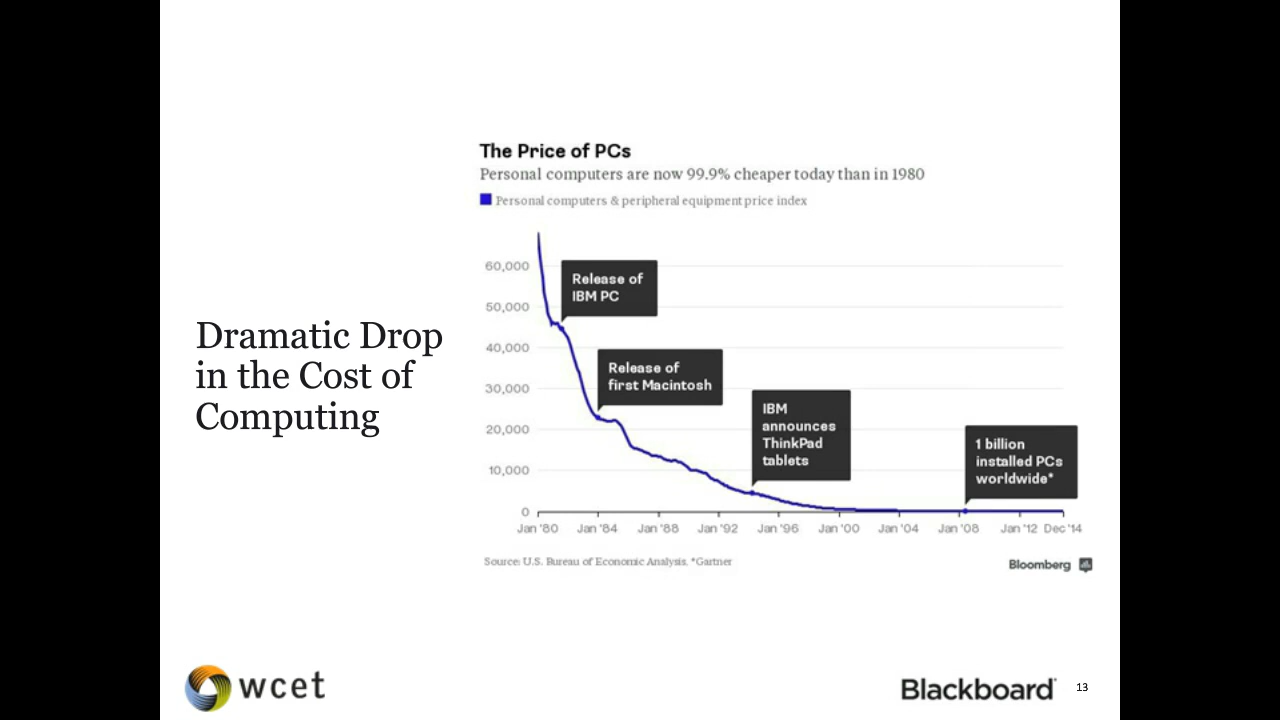 The Price of PCs
Personal computers are now 99.9% cheaper today than in 1980
Personal computers & peripheral equipment price index
Dramatic Drop
in the Cost of
Computing
60,000
50,000
40,000
30,000
20,000
10,000
0
Release of
IBM PC
Release of
first Macintosh
IBM
announces
ThinkPad
tablets
1 billion
installed PCs
worldwide*
Jan '80 Jan '84 Jan '88 Jan '92 Jan '96 Jan '00 Jan '04 Jan '08 Jan '12 Dec '14
Source: U.S. Bureau of Economic Analysis, *Gartner
Bloomberg
wcet
Blackboard
13